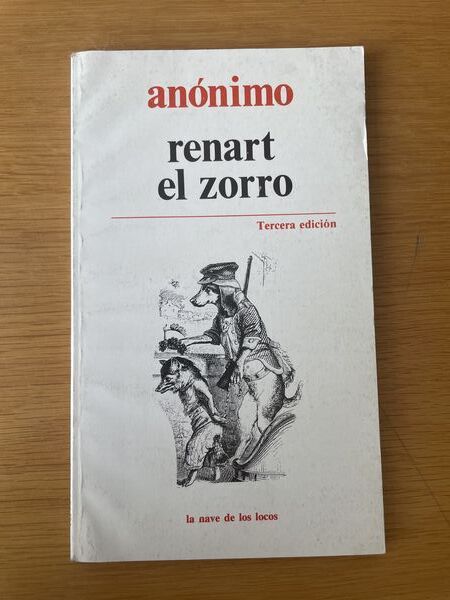 anónimo
renart
el zorro
Tercera edición
la nave de los locos